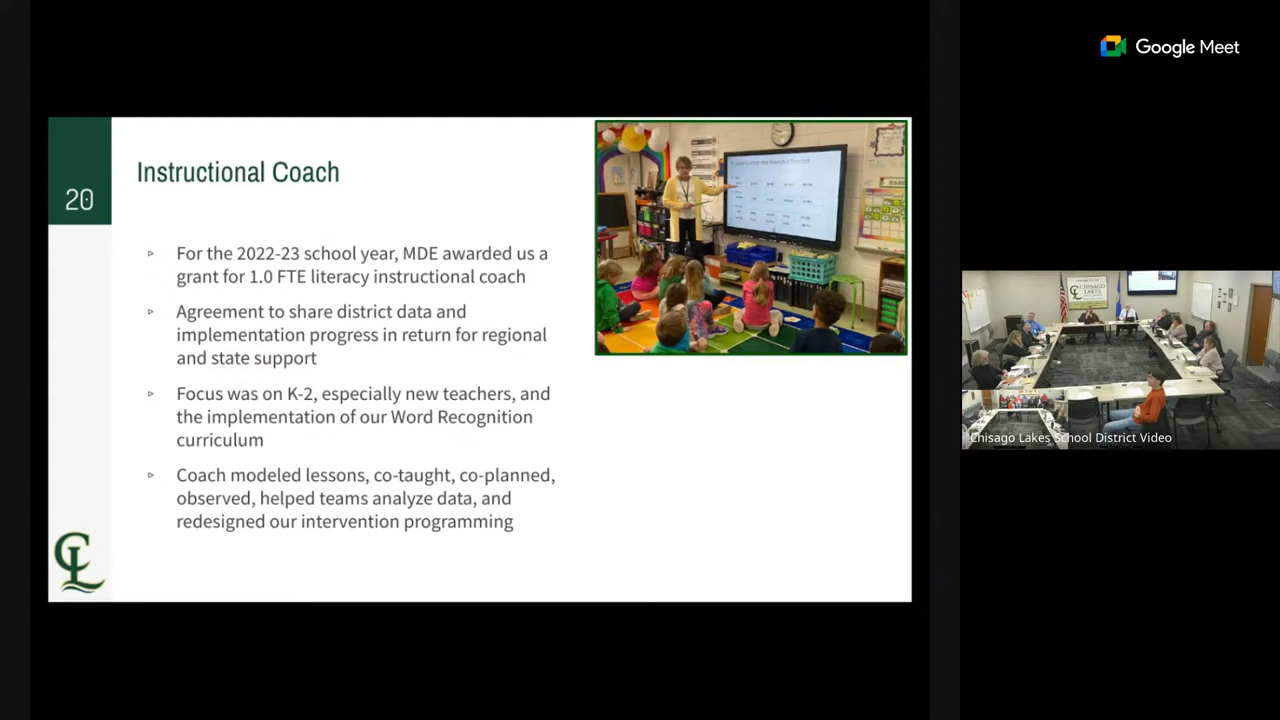 Google Meet
20
Instructional Coach
For the 2022-23 school year, MDE awarded us a
grant for 1.0 FTE literacy instructional coach
Agreement to share district data and
implementation progress in return for regional
and state support
Focus was on K-2, especially new teachers, and
the implementation of our Word Recognition
curriculum
Coach modeled lessons, co-taught, co-planned,
observed, helped teams analyze data, and
redesigned our intervention programming
CL
CHISAGO
LAKES
Chisago Lakes School District Video